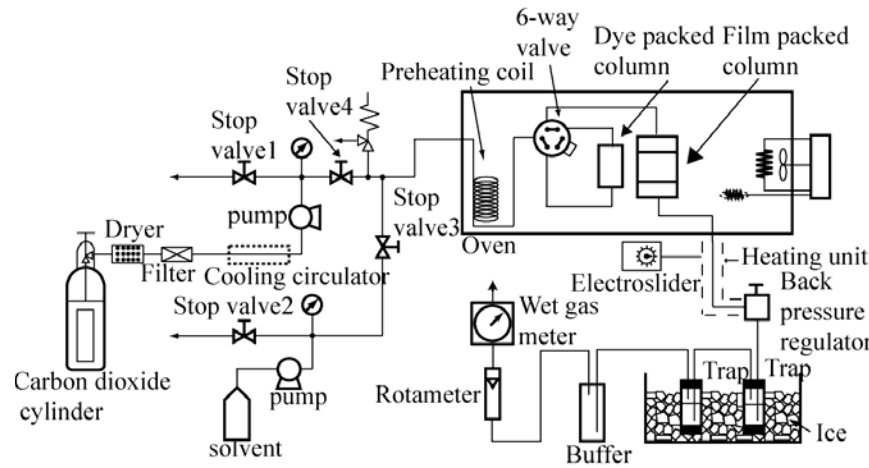 6-way
valve
Dye packed
column
Film packed
column
Preheating coil
Stop
valve4
Stop
valve1
pump
Stop
valve3
Oven
Dryer
Filter
Cooling circulator
Stop valve2
Electroslider
←Heating unit
Back
pressure
regulator
Wet gas
meter
Carbon dioxide
cylinder
pump
solvent
Rotameter
Buffer
Trap
Trap
Ice